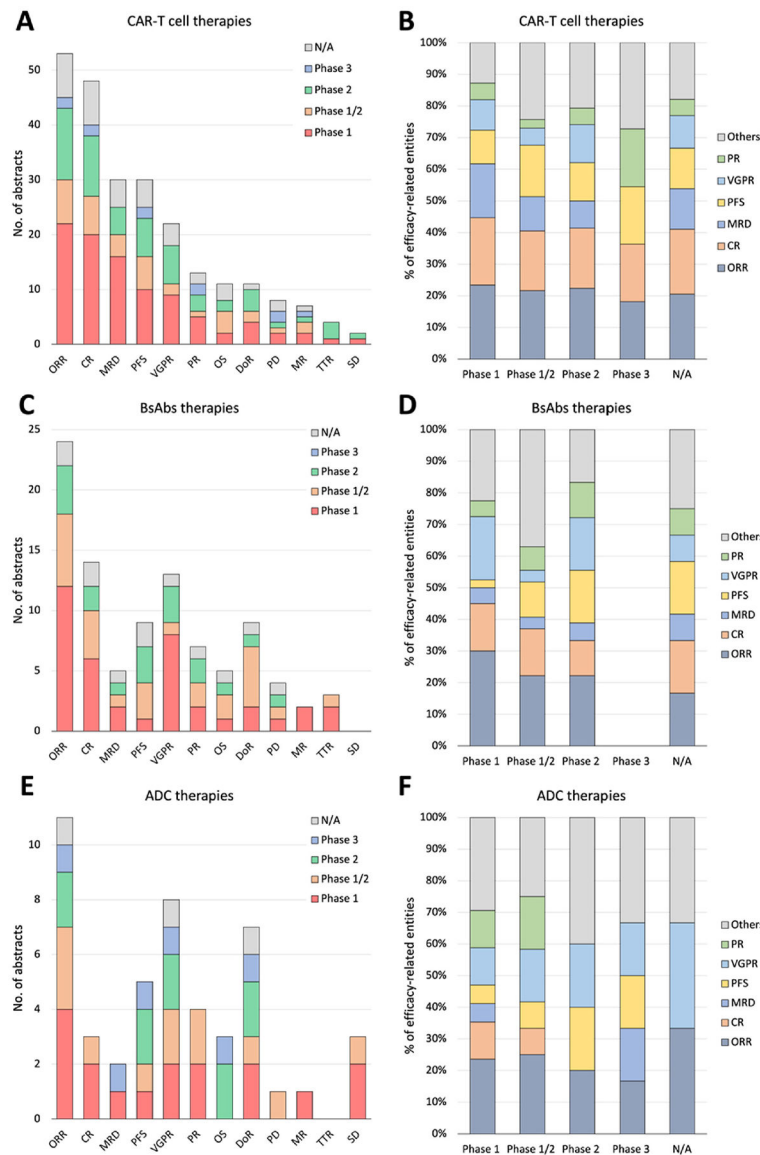 A
CAR-T cell therapies
No. of abstracts
50
40
30
20
10
0
N/A
Phase 3
Phase 2
Phase 1/2
Phase 1
ORR
CR
MRD
PFS
VGPR
PR
OS
DoR
PD
MR
TTR
SD
B
CAR-T cell therapies
% of efficacy-related entities
100%
90%
80%
70%
60%
50%
40%
30%
20%
10%
0%
Phase 1
Phase 1/2
Phase 2
Phase 3
N/A
Others
PR
VGPR
PFS
MRD
CR
ORR
C
BsAbs therapies
No. of abstracts
25
20
15
10
5
0
N/A
Phase 3
Phase 2
Phase 1/2
Phase 1
ORR
CR
MRD
PFS
VGPR
PR
OS
DoR
PD
MR
TTR
SD
D
BsAbs therapies
% of efficacy-related entities
100%
90%
80%
70%
60%
50%
40%
30%
20%
10%
0%
Phase 1
Phase 1/2
Phase 2
Phase 3
N/A
Others
PR
VGPR
PFS
MRD
CR
ORR
E
ADC therapies
No. of abstracts
10
8
6
4
2
0
N/A
Phase 3
Phase 2
Phase 1/2
Phase 1
ORR
CR
MRD
PFS
VGPR
PR
OS
DoR
PD
MR
TTR
SD
F
ADC therapies
% of efficacy-related entities
100%
90%
80%
70%
60%
50%
40%
30%
20%
10%
0%
Phase 1
Phase 1/2
Phase 2
Phase 3
N/A
Others
PR
VGPR
PFS
MRD
CR
ORR